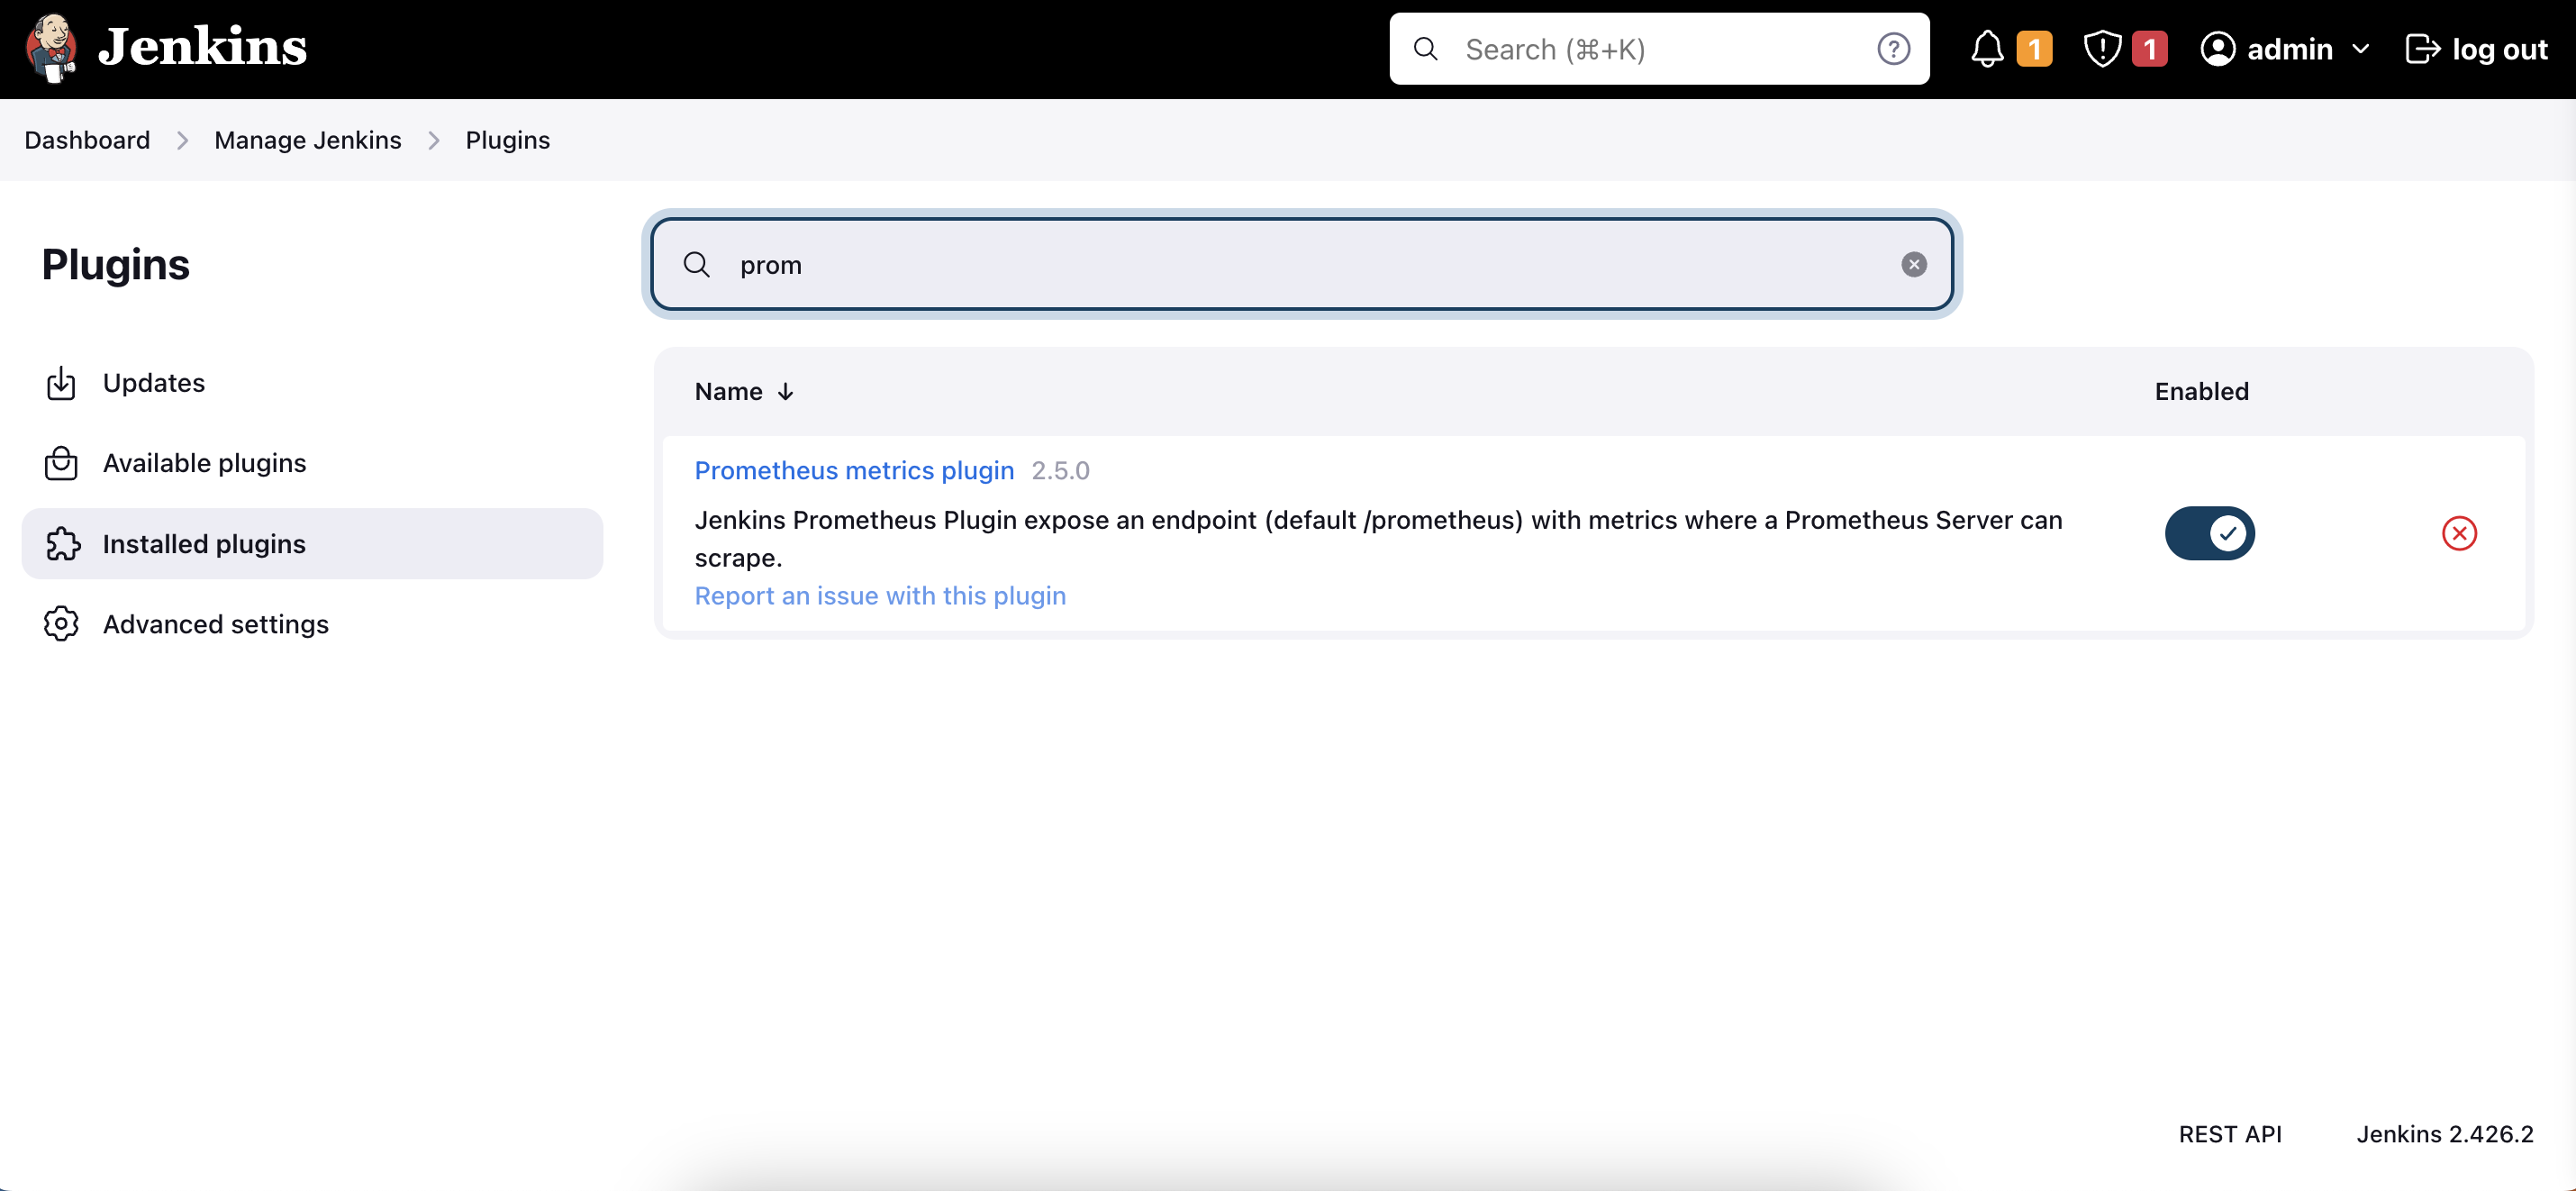 Jenkins
Search (⌘+K)
1
1
admin
log out
Dashboard
Manage Jenkins
Plugins
Plugins
prom
Updates
Available plugins
Installed plugins
Advanced settings
Name ↓
Enabled
Prometheus metrics plugin 2.5.0
Jenkins Prometheus Plugin expose an endpoint (default /prometheus) with metrics where a Prometheus Server can
scrape.
Report an issue with this plugin
REST API
Jenkins 2.426.2